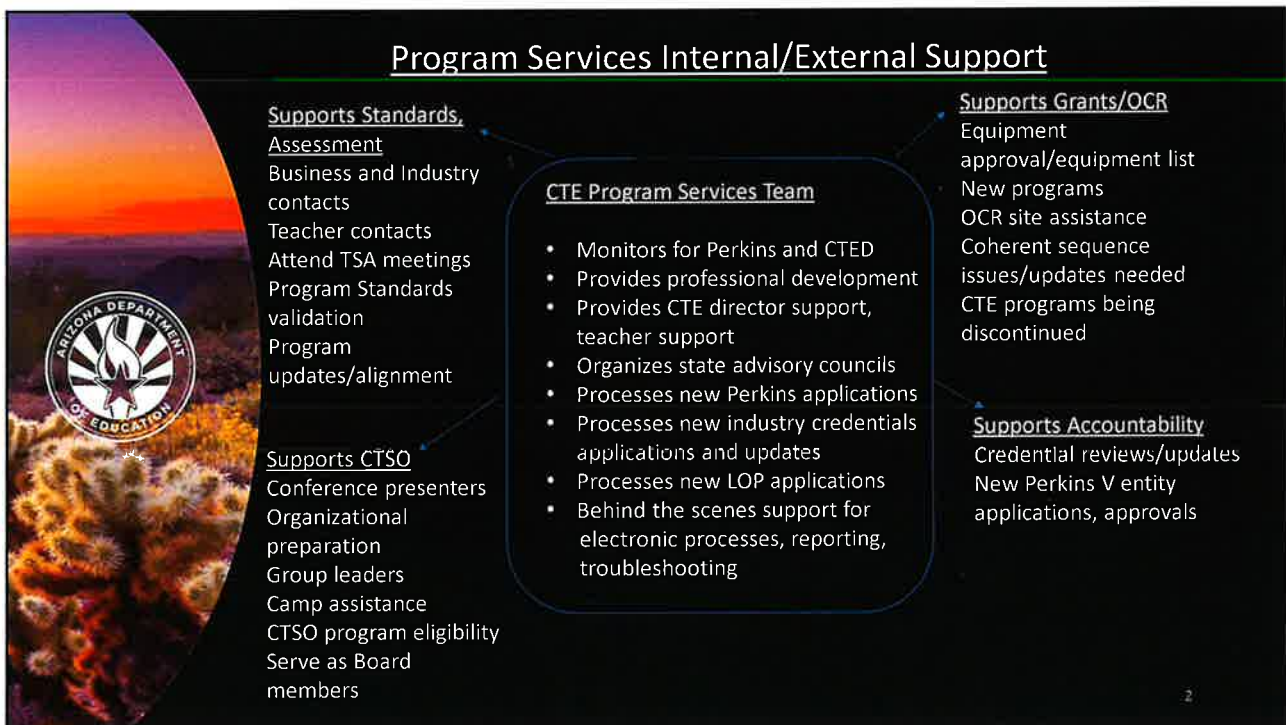 Program Services Internal/External Support
Supports Standards,
Assessment
Business and Industry
contacts
Teacher contacts
Attend TSA meetings
Program Standards
validation
Program
updates/alignment
Supports CTSO
Conference presenters
Organizational
preparation
Group leaders
Camp assistance
CTSO program eligibility
Serve as Board
members
CTE Program Services Team
• Monitors for Perkins and CTED
• Provides professional development
• Provides CTE director support,
teacher support
• Organizes state advisory councils
• Processes new Perkins applications
• Processes new industry credentials
applications and updates
• Processes new LOP applications
• Behind the scenes support for
electronic processes, reporting,
troubleshooting
Supports Grants/OCR
Equipment
approval/equipment list
New programs
OCR site assistance
Coherent sequence
issues/updates needed
CTE programs being
discontinued
Supports Accountability
Credential reviews/updates
New Perkins V entity
applications, approvals
ARIZONA DEPARTMENT
OF EDUCATION
2